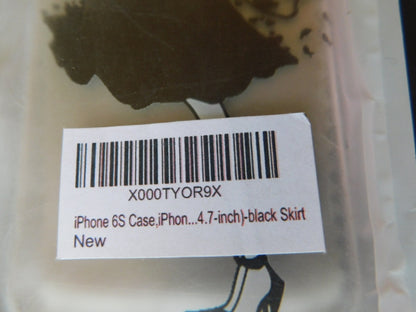 X000TYOR9X
iPhone 6S Case,iPhon...4.7-inch)-black Skirt
New